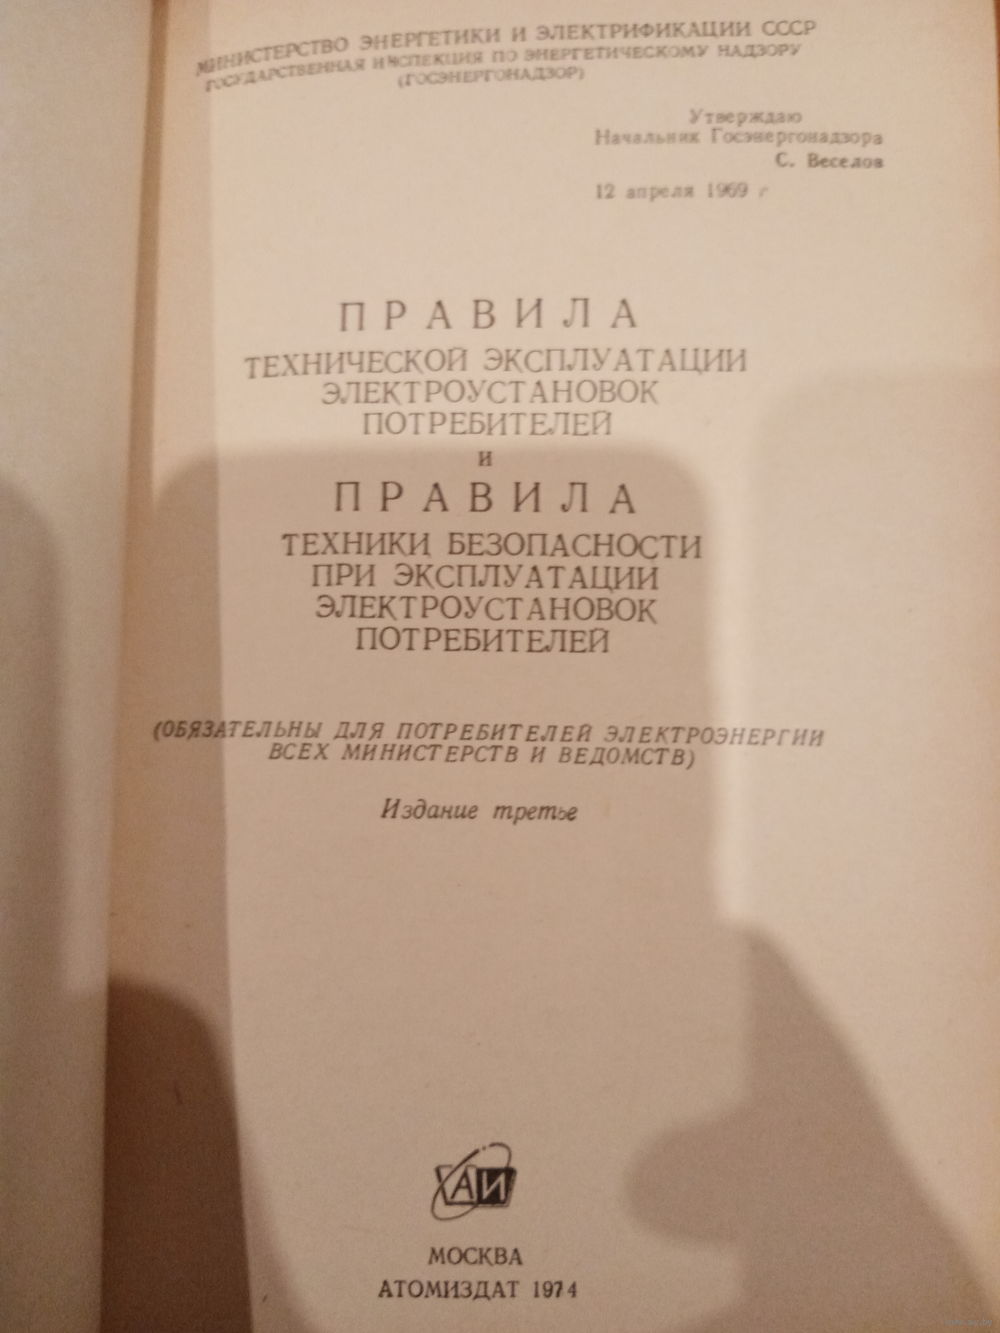 МИНИСТЕРСТВО ЭНЕРГЕТИКИ И ЭЛЕКТРИФИКАЦИИ СССР
ГОСУДАРСТВЕННАЯ ИНСПЕКЦИЯ ПО ЭНЕРГЕТИЧЕСКОМУ НАДЗОРУ
(ГОСЭНЕРГОНАДЗОР)
Утверждаю
Начальник Госэнергонадзора
С. Веселов
12 апреля 1969 г
ПРАВИЛА
ТЕХНИЧЕСКОЙ ЭКСПЛУАТАЦИИ
ЭЛЕКТРОУСТАНОВОК
ПОТРЕБИТЕЛЕЙ
И
ПРАВИЛА
ТЕХНИКИ БЕЗОПАСНОСТИ
ПРИ ЭКСПЛУАТАЦИИ
ЭЛЕКТРОУСТАНОВОК
ПОТРЕБИТЕЛЕЙ
(ОБЯЗАТЕЛЬНЫ ДЛЯ ПОТРЕБИТЕЛЕЙ ЭЛЕКТРОЭНЕРГИИ
ВСЕХ МИНИСТЕРСТВ И ВЕДОМСТВ)
Издание третье
АИ
МОСКВА
АТОМИЗДАТ 1974